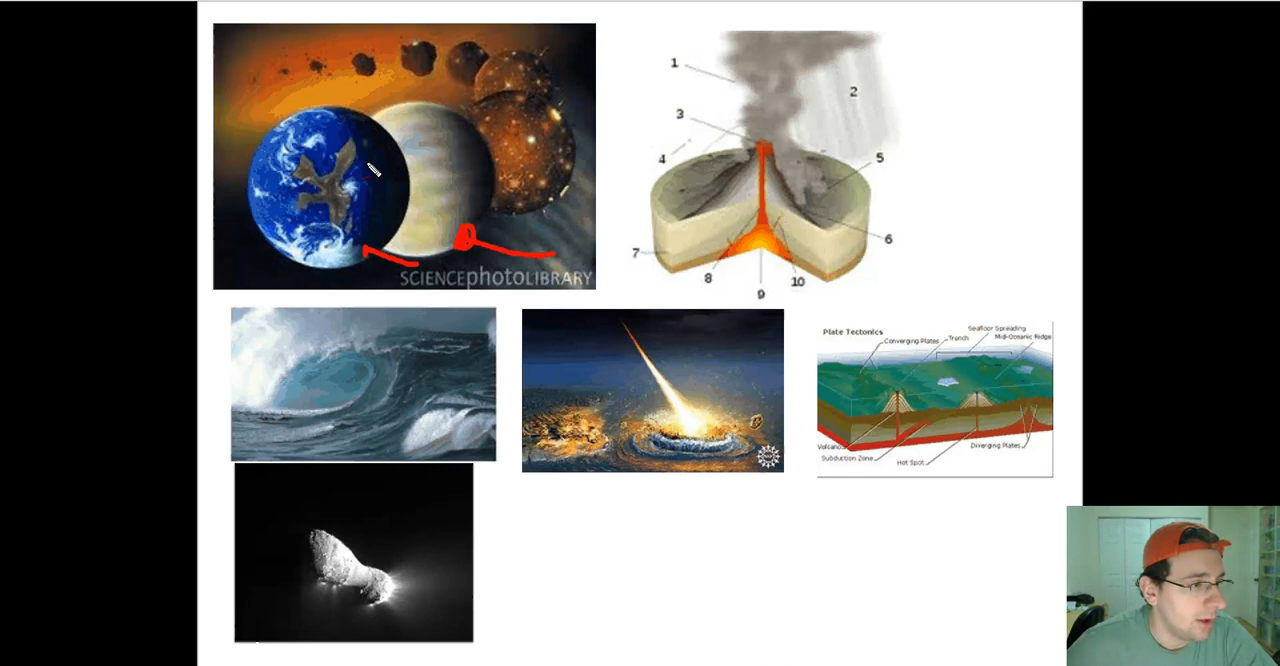 SCIENCEphotoLIBRARY
1
2
3
4
5
6
7
8
9
10
Plate Tectonics
Seafloor Spreading
Converging Plates
Trench
Mid-Oceanic Ridge
Volcano
Subduction Zone
Hot Spot
Diverging Plates